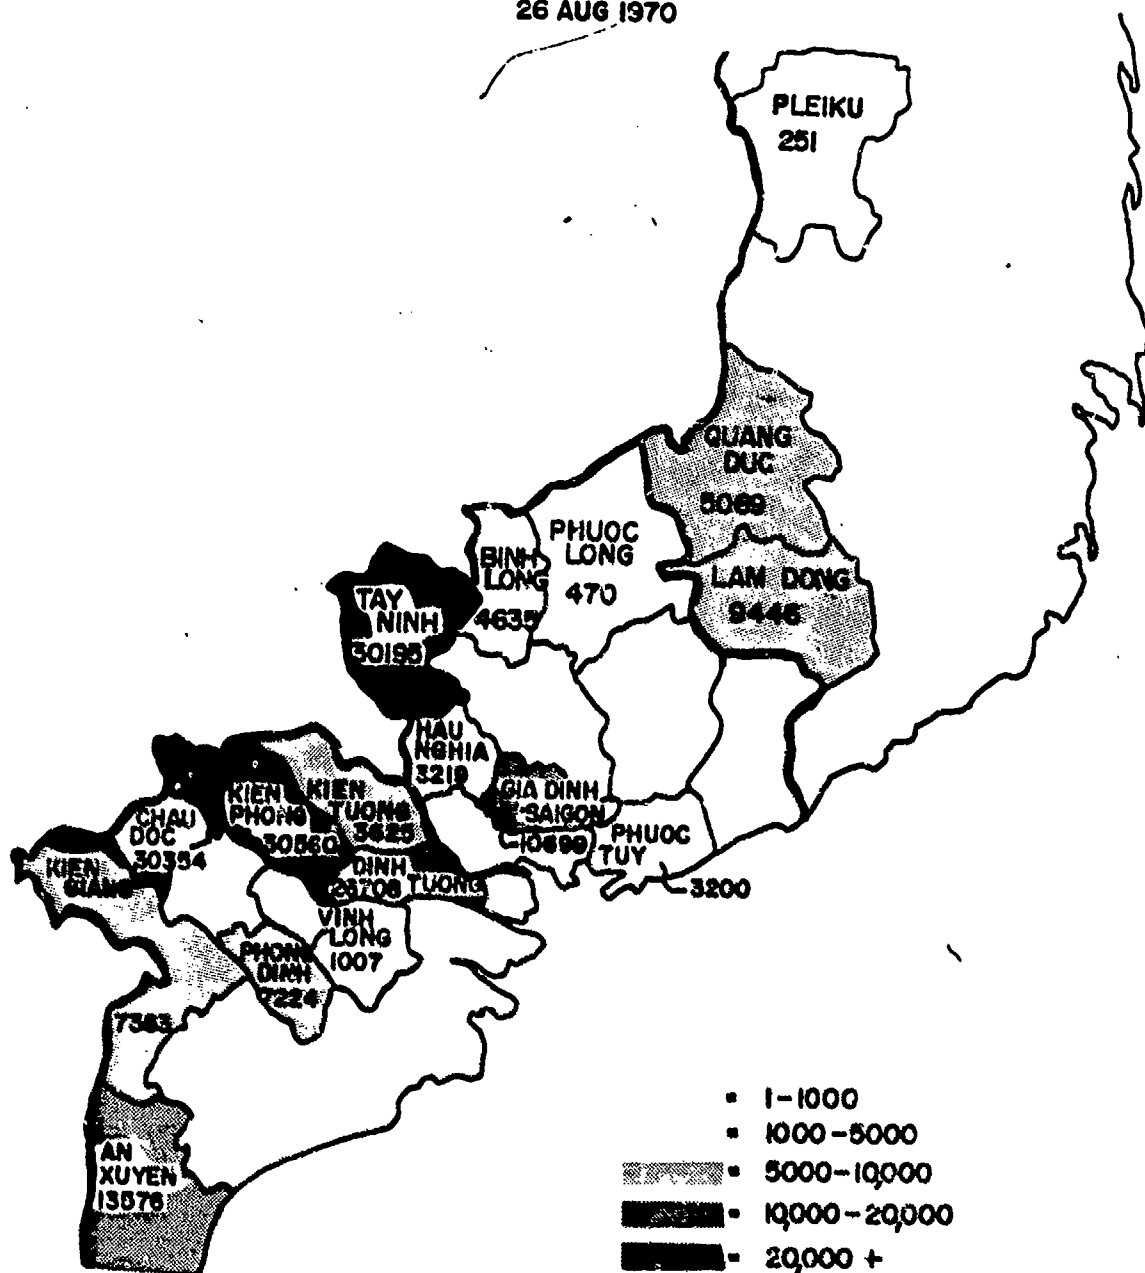 26 AUG 1970
PLEIKU
251
QUANG
DUC
5069
PHUOC
LONG
470
BINH
LONG
4635
LAM DONG
9446
TAY
NINH
30195
HAU
NGHIA
3219
GIA DINH
SAIGON
10699
PHUOC
TUY
3200
KIEN
TUONG
3625
KIEN
PHONG
30560
CHAU
DOC
30354
DINH
TUONG
KIEN
GIANG
7363
VINH
LONG
1007
PHONG
DINH
7224
AN
XUYEN
13576
= 1-1000
= 1000-5000
= 5000-10,000
= 10,000-20,000
= 20,000 +